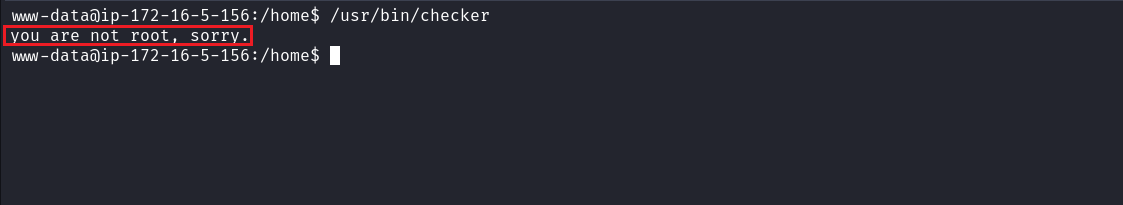 www-data@ip-172-16-5-156:/home$ /usr/bin/checker
you are not root, sorry.
www-data@ip-172-16-5-156:/home$